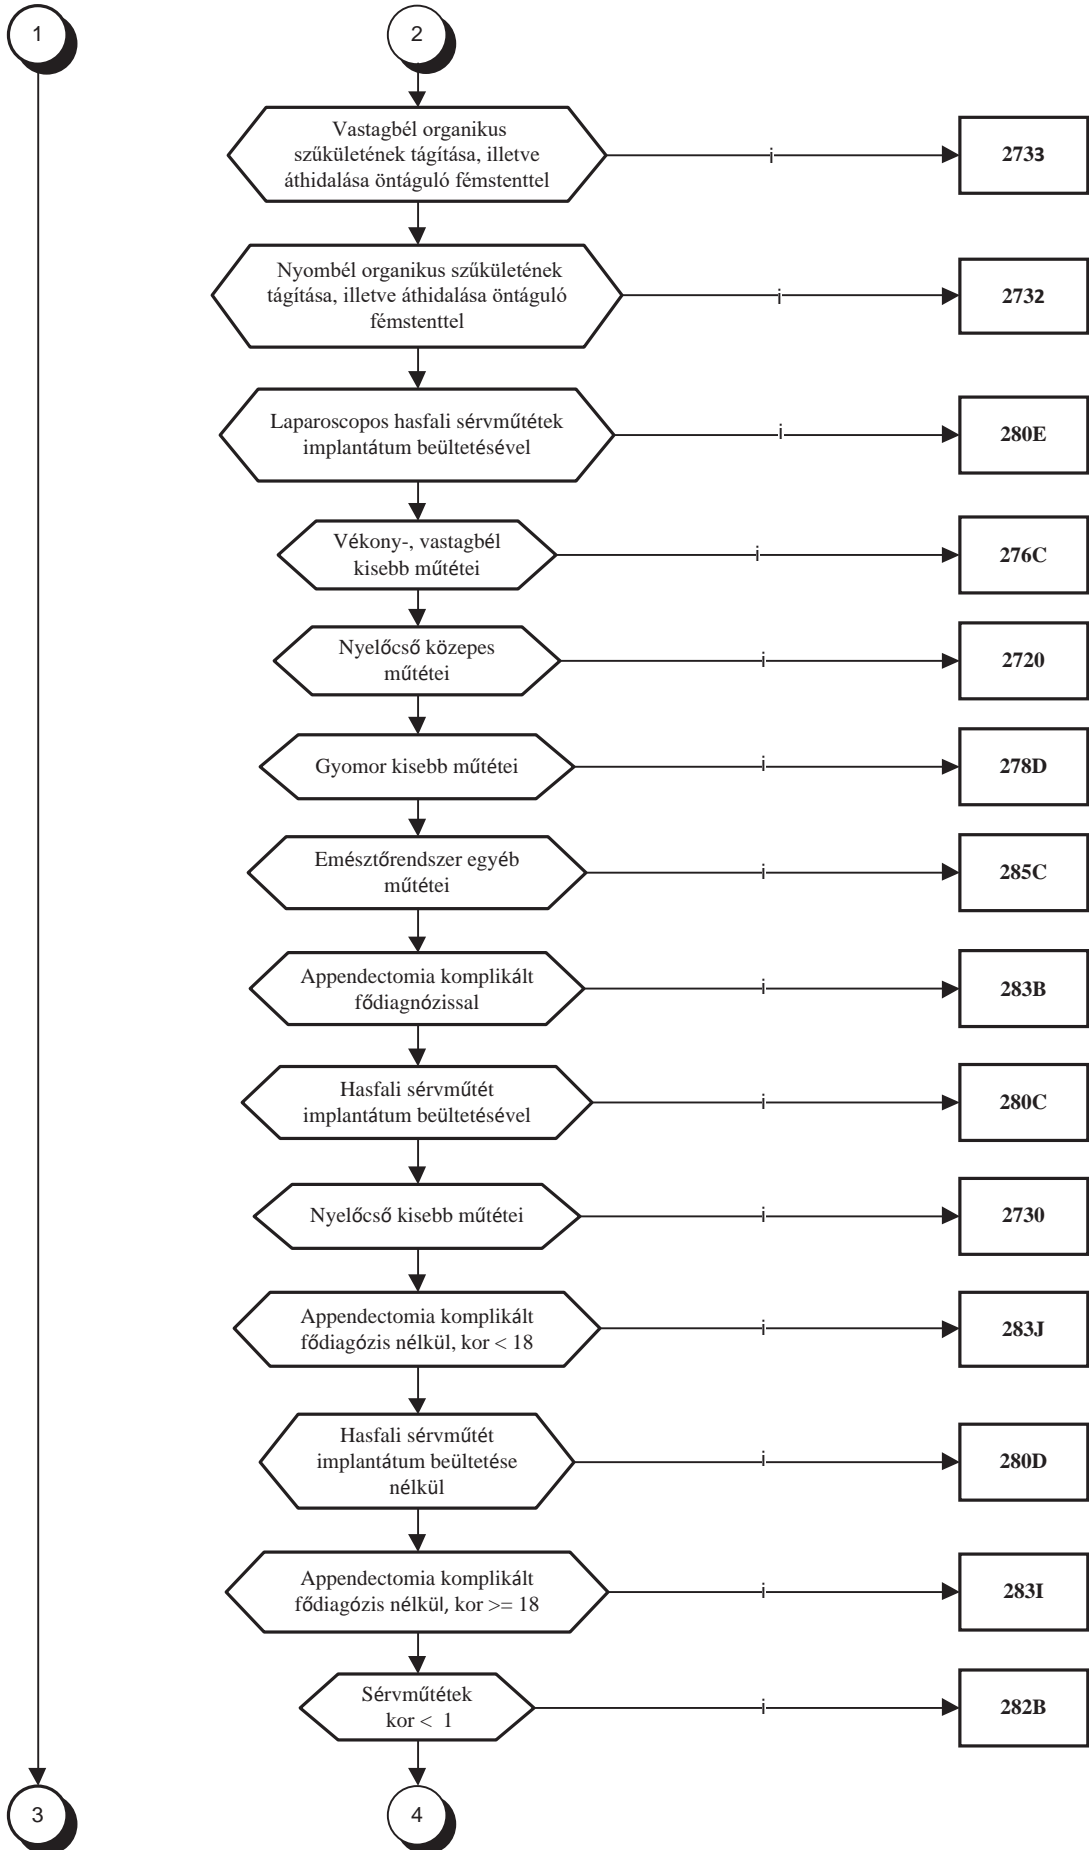 1
2
Vastagbél organikus
szűkületének tágítása, illetve
áthidalása öntáguló fémstenttel
i
2733
Nyombél organikus szűkületének
tágítása, illetve áthidalása öntáguló
fémstenttel
i
2732
Laparoscopos hasfali sérvműtétek
implantátum beültetésével
i
280E
Vékony-, vastagbél
kisebb műtétei
i
276C
Nyelőcső közepes
műtétei
i
2720
Gyomor kisebb műtétei
i
278D
Emésztőrendszer egyéb
műtétei
i
285C
Appendectomia komplikált
fődiagnózissal
i
283B
Hasfali sérvműtét
implantátum beültetésével
i
280C
Nyelőcső kisebb műtétei
i
2730
Appendectomia komplikált
fődiagózis nélkül, kor < 18
i
283J
Hasfali sérvműtét
implantátum beültetése
nélkül
i
280D
Appendectomia komplikált
fődiagózis nélkül, kor >= 18
i
283I
Sérvműtétek
kor < 1
i
282B
3
4